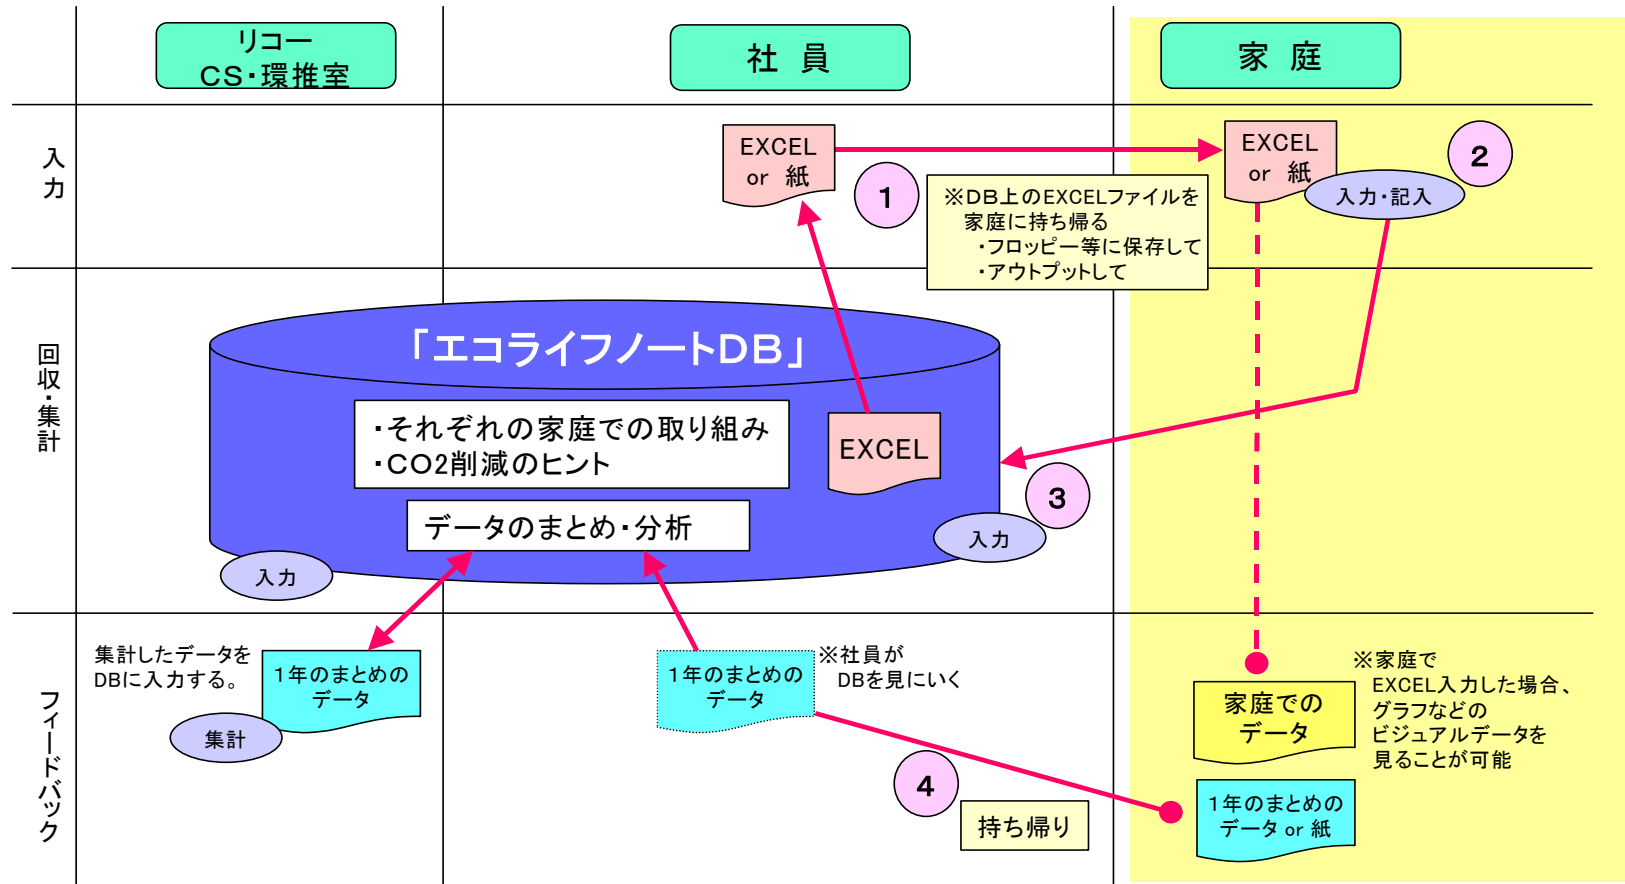 リコー
CS・環推室
社 員
家 庭
入力
EXCEL
or 紙
1
※DB上のEXCELファイルを
家庭に持ち帰る
・フロッピー等に保存して
・アウトプットして
EXCEL
or 紙
2
入力・記入
回収・集計
「エコライフノートDB」
・それぞれの家庭での取り組み
・CO2削減のヒント
EXCEL
データのまとめ・分析
3
入力
入力
フィードバック
集計したデータを
DBに入力する。
1年のまとめの
データ
集計
1年のまとめの
データ
※社員が
DBを見にいく
4
持ち帰り
家庭での
データ
※家庭で
EXCEL入力した場合、
グラフなどの
ビジュアルデータを
見ることが可能
1年のまとめの
データ or 紙